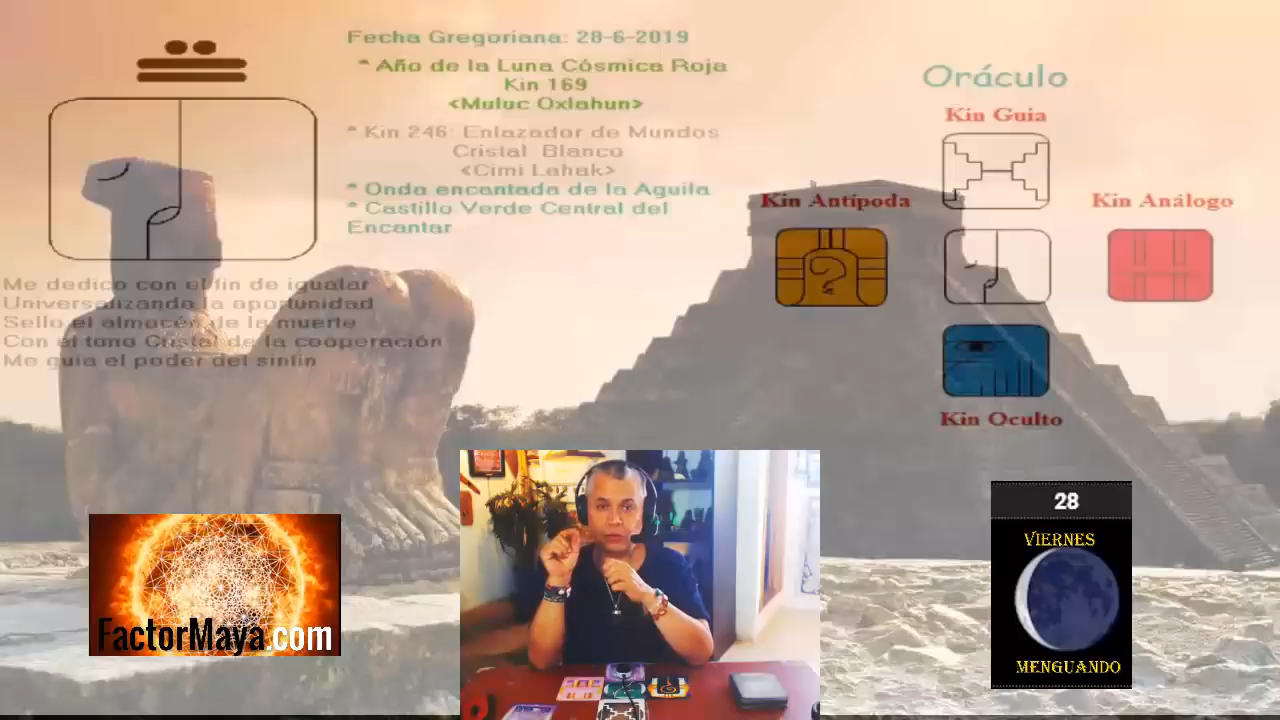 Fecha Gregoriana: 28-6-2019
* Año de la Luna Cósmica Roja
Kin 169
<Muluc Oxlahun>
* Kin 246: Enlazador de Mundos
Cristal Blanco
<Cimi Lahak>
* Onda encantada de la Aguila
* Castillo Verde Central del
Encantar
Me dedico con el fin de igualar
Universalizando la oportunidad
Sello el almacén de la muerte
Con el tono Cristal de la cooperación
Me guia el poder del sinfin
Oráculo
Kin Guia
Kin Antípoda
Kin Análogo
Kin Oculto
FactorMaya.com
28
VIERNES
MENGUANDO